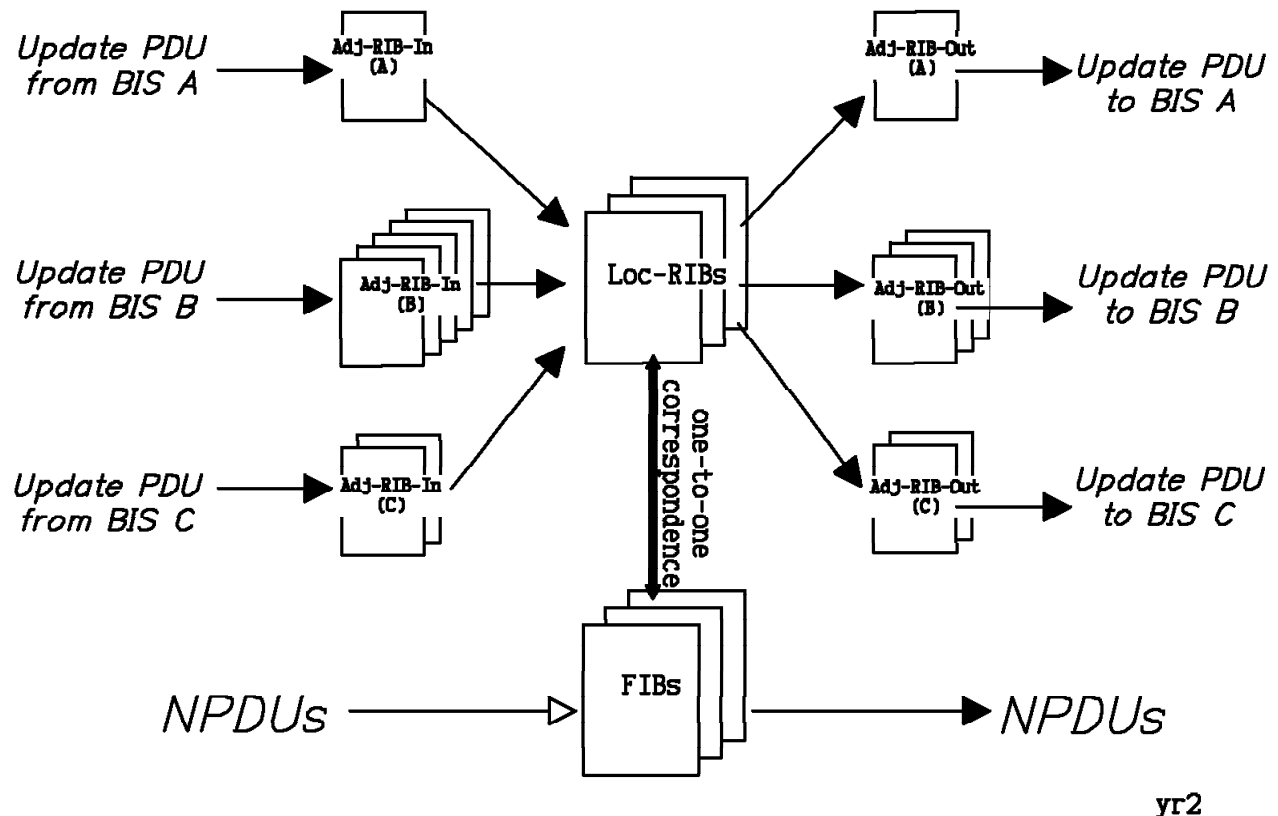 Update PDU
from BIS A
Adj-RIB-In
(A)
Adj-RIB-Out
(A)
Update PDU
to BIS A
Update PDU
from BIS B
Adj-RIB-In
(B)
Loc-RIBs
Adj-RIB-Out
(B)
Update PDU
to BIS B
one-to-one
correspondence
Update PDU
from BIS C
Adj-RIB-In
(C)
Adj-RIB-Out
(C)
Update PDU
to BIS C
NPDUs
FIBs
NPDUs
yr2